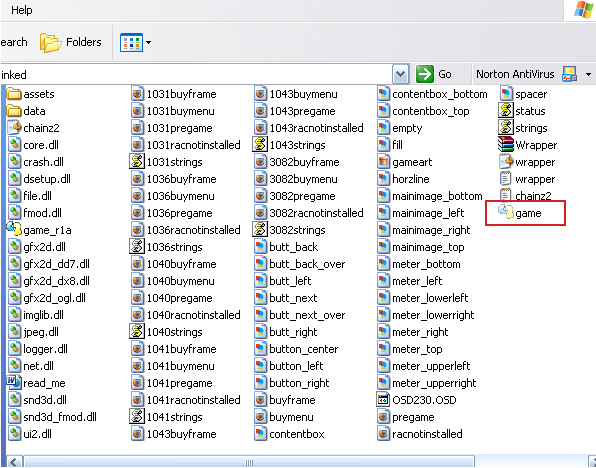 Help
earch
Folders
inked
Go
Norton AntiVirus
assets
data
chainz2
core.dll
crash.dll
dsetup.dll
file.dll
fmod.dll
game_r1a
gfx2d.dll
gfx2d_dd7.dll
gfx2d_dx8.dll
gfx2d_ogl.dll
imglib.dll
jpeg.dll
logger.dll
net.dll
read_me
snd3d.dll
snd3d_fmod.dll
ui2.dll
1031buyframe
1031buymenu
1031pregame
1031racnotinstalled
1031strings
1036buyframe
1036buymenu
1036pregame
1036racnotinstalled
1036strings
1040buyframe
1040buymenu
1040pregame
1040racnotinstalled
1040strings
1041buyframe
1041buymenu
1041pregame
1041racnotinstalled
1041strings
1043buyframe
1043buymenu
1043pregame
1043racnotinstalled
1043strings
3082buyframe
3082buymenu
3082pregame
3082racnotinstalled
3082strings
butt_back
butt_back_over
butt_left
butt_next
butt_next_over
butt_right
button_center
button_left
button_right
buyframe
buymenu
contentbox
contentbox_bottom
contentbox_top
empty
fill
gameart
horzline
mainimage_bottom
mainimage_left
mainimage_right
mainimage_top
meter_bottom
meter_left
meter_lowerleft
meter_lowerright
meter_right
meter_top
meter_upperleft
meter_upperright
OSD230.OSD
pregame
racnotinstalled
spacer
status
strings
Wrapper
wrapper
wrapper
chainz2
game